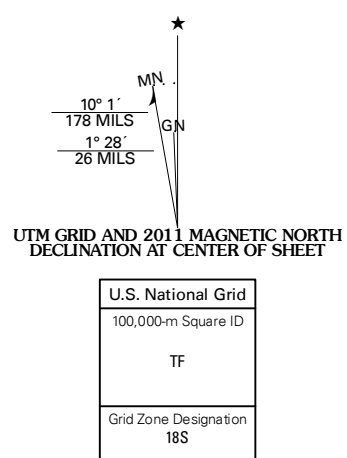 ★
MN
10° 1´
178 MILS
GN
1° 28´
26 MILS
UTM GRID AND 2011 MAGNETIC NORTH
DECLINATION AT CENTER OF SHEET
U.S. National Grid
100,000-m Square ID
TF
Grid Zone Designation
18S